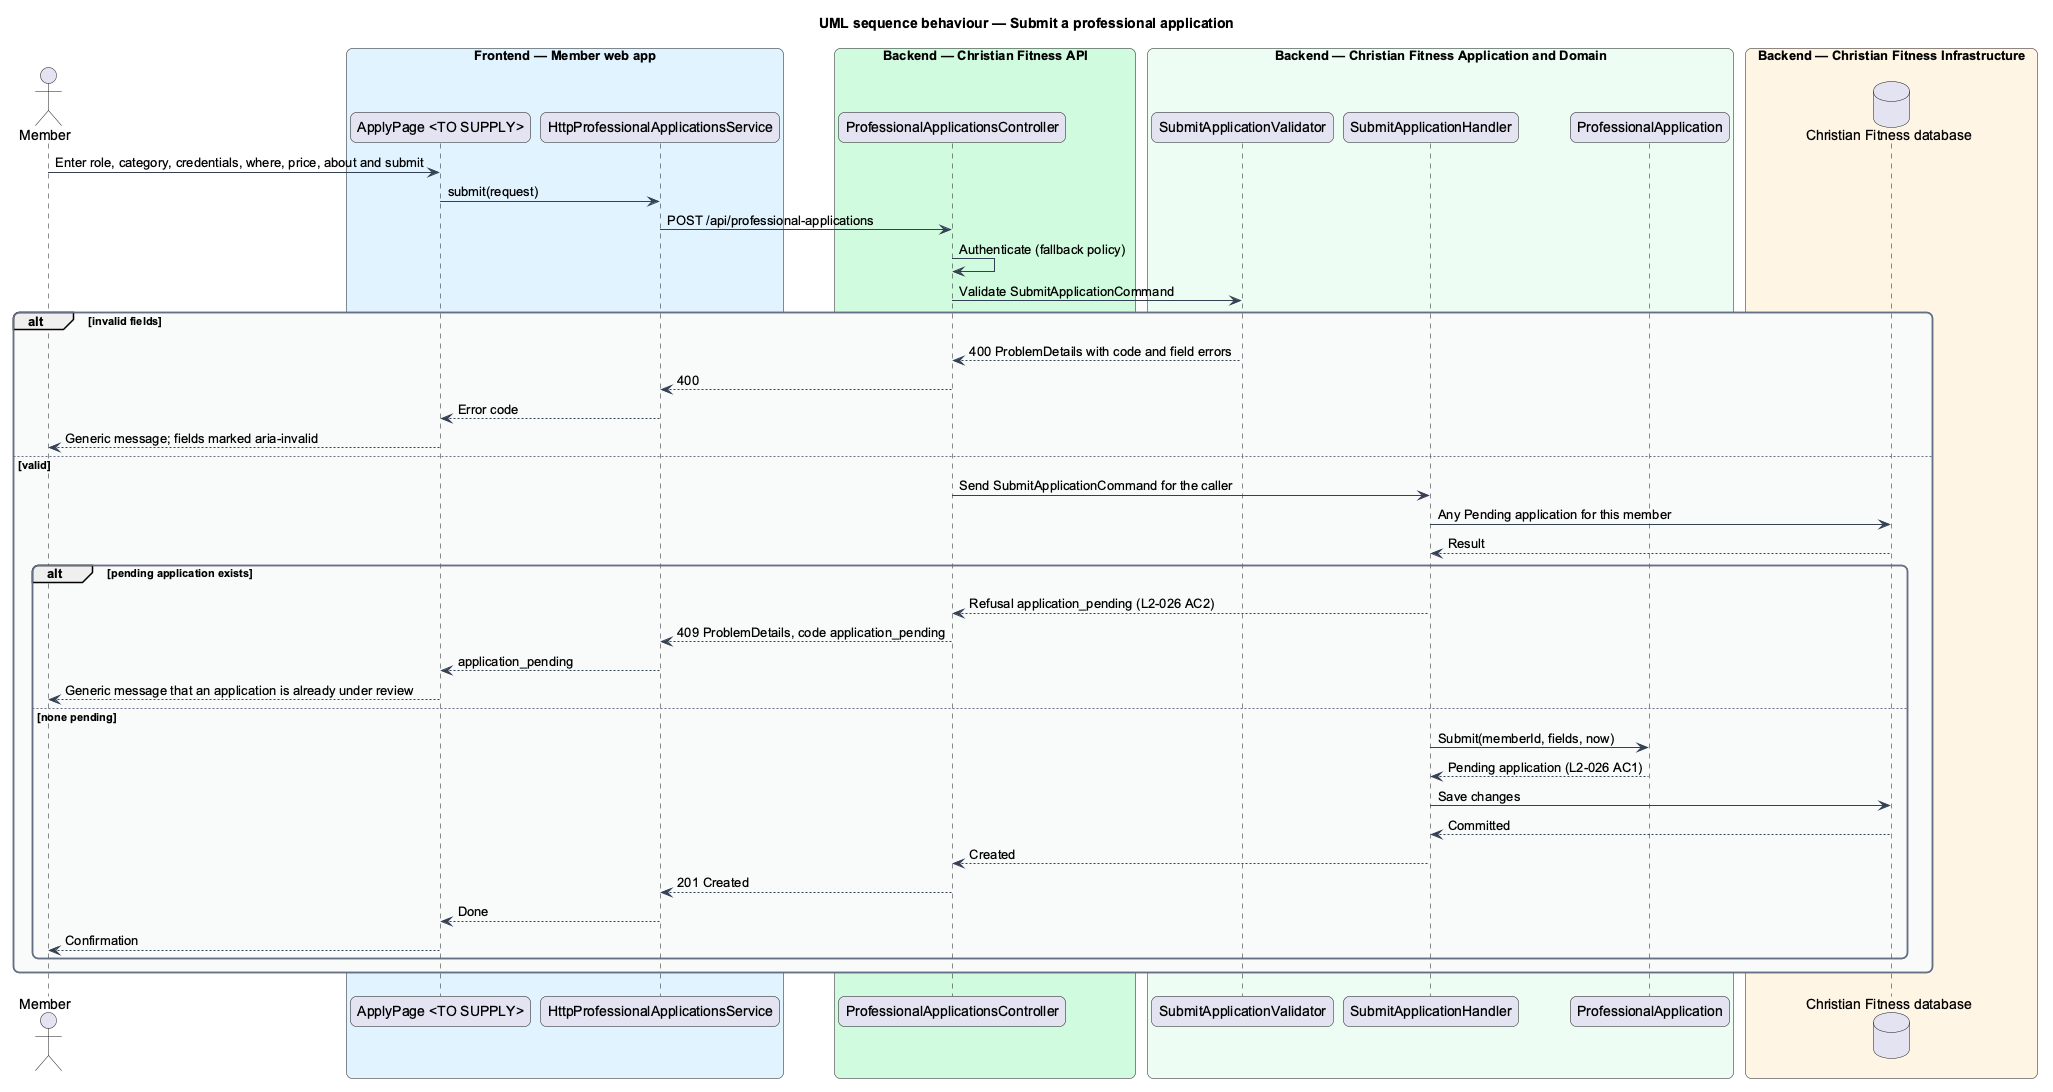 UML sequence behaviour — Submit a professional application
Frontend — Member web app
Backend — Christian Fitness API
Backend — Christian Fitness Application and Domain
Backend — Christian Fitness Infrastructure
Member
ApplyPage <TO SUPPLY>
HttpProfessionalApplicationsService
ProfessionalApplicationsController
SubmitApplicationValidator
SubmitApplicationHandler
ProfessionalApplication
Christian Fitness database
Enter role, category, credentials, where, price, about and submit
submit(request)
POST /api/professional-applications
Authenticate (fallback policy)
Validate SubmitApplicationCommand
alt [invalid fields]
400 ProblemDetails with code and field errors
400
Error code
Generic message; fields marked aria-invalid
[valid]
Send SubmitApplicationCommand for the caller
Any Pending application for this member
Result
alt [pending application exists]
Refusal application_pending (L2-026 AC2)
409 ProblemDetails, code application_pending
application_pending
Generic message that an application is already under review
[none pending]
Submit(memberId, fields, now)
Pending application (L2-026 AC1)
Save changes
Committed
Created
201 Created
Done
Confirmation
Member
ApplyPage <TO SUPPLY>
HttpProfessionalApplicationsService
ProfessionalApplicationsController
SubmitApplicationValidator
SubmitApplicationHandler
ProfessionalApplication
Christian Fitness database